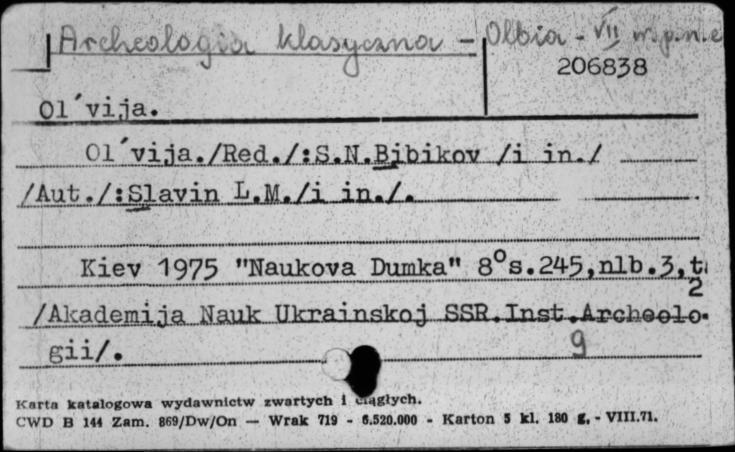 Archeologia klasyczna - Olbia - VII w.p.n.e
206838
Ol´vija.
Ol´vija./Red./:S.N.Bibikov /i in./
/Aut./:Slavin L.M./i in./.
Kiev 1975 "Naukova Dumka" 8° s.245,nlb.3,t.
2
/Akademija Nauk Ukrainskoj SSR.Inst.Archeolo-
gii/.
9
Karta katalogowa wydawnictw zwartych i ciągłych.
CWD B 144 Zam. 869/Dw/On — Wrak 719 - 6.520.000 - Karton 5 kl. 180 g. - VIII.71.